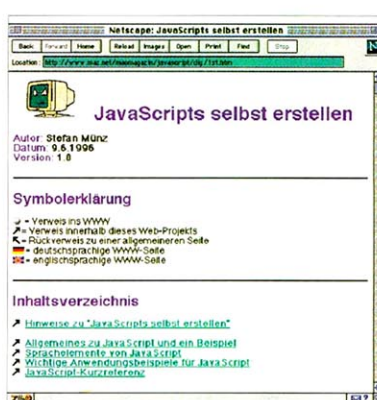 Netscape: JavaScripts selbst erstellen
Back Forward Home Reload Images Open Print Find Stop
Location:
JavaScripts selbst erstellen
Autor: Stefan Münz
Datum: 9.6.1996
Version: 1.0
Symbolerklärung
= Verweis ins WWW
= Verweis innerhalb dieses Web-Projekts
= Rückverweis zu einer allgemeineren Seite
= deutschsprachige WWW-Seite
= englischsprachige WWW-Seite
Inhaltsverzeichnis
Hinweise zu "JavaScripts selbst erstellen"
Allgemeines zu JavaScript und ein Beispiel
Sprachelemente von JavaScript
Wichtige Anwendungsbeispiele für JavaScript
JavaScript-Kurzreferenz